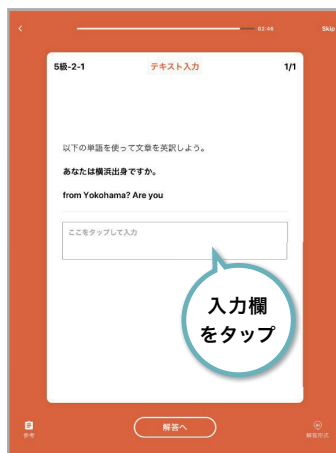 02:46 Skip
5級-2-1 テキスト入力 1/1
以下の単語を使って文章を英訳しよう。
あなたは横浜出身ですか。
from Yokohama? Are you
ここをタップして入力
入力欄
をタップ
参考 解答へ 解答形式